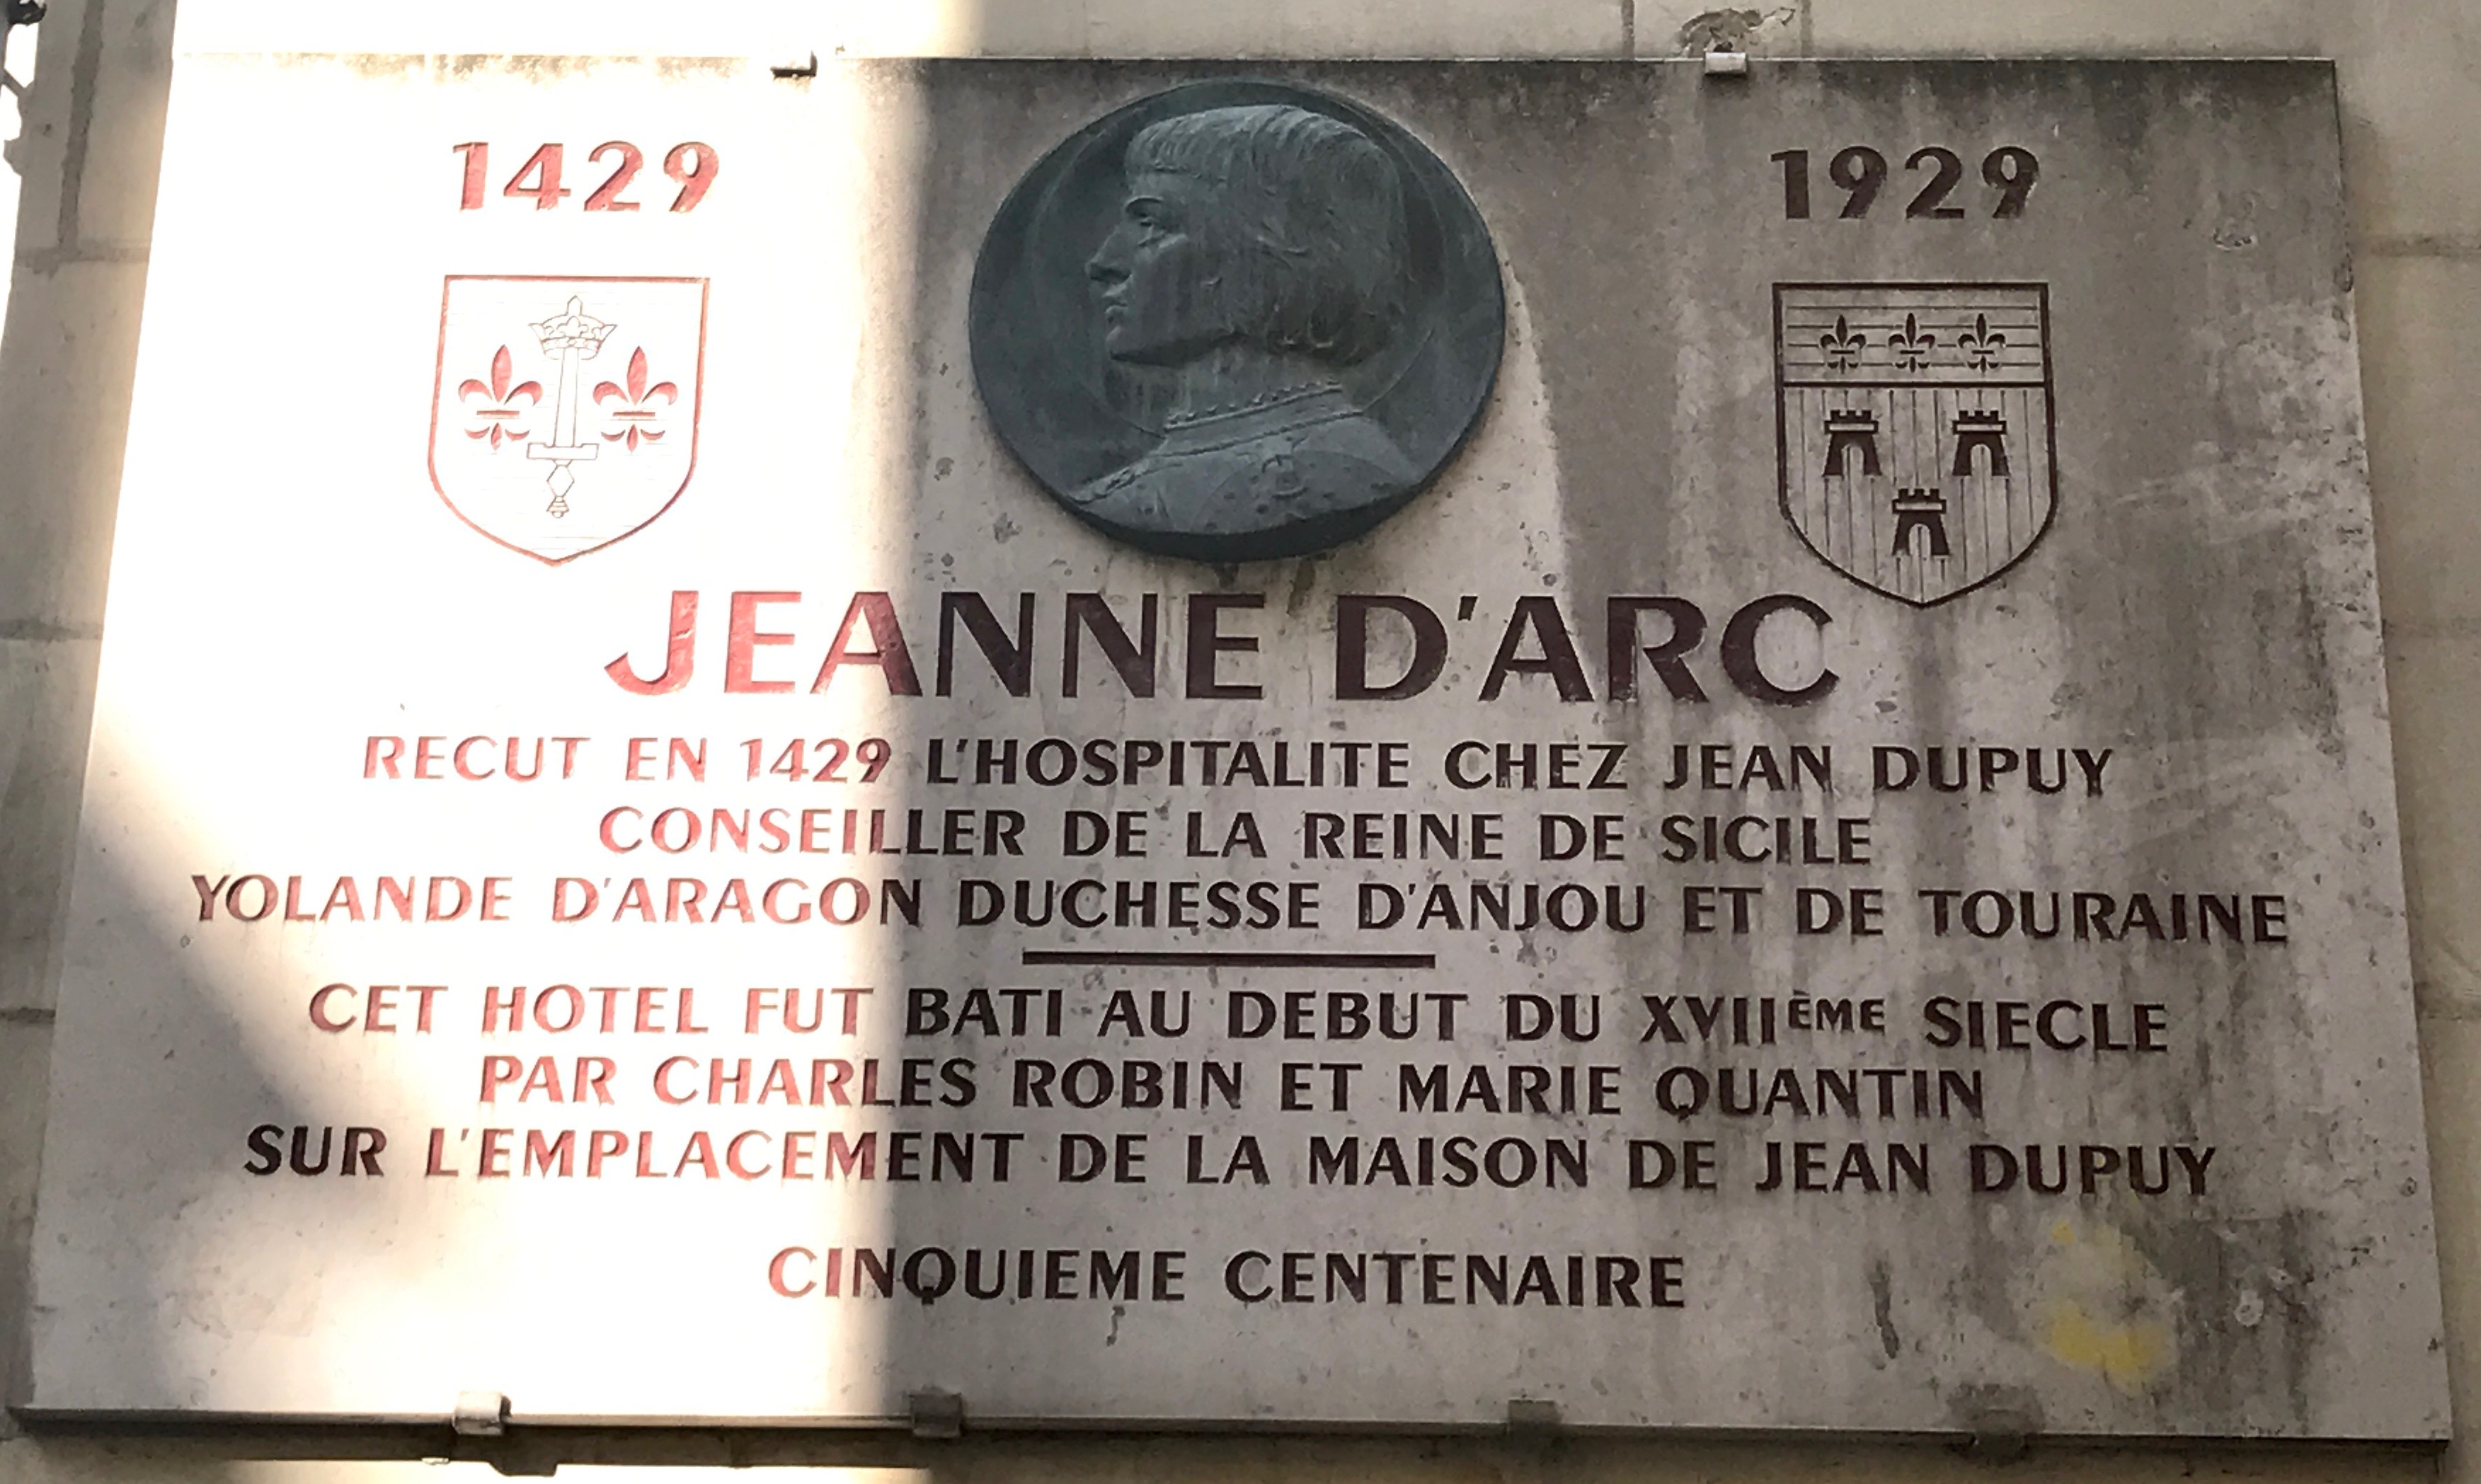 1429
1929
JEANNE D'ARC
RECUT EN 1429 L'HOSPITALITE CHEZ JEAN DUPUY
CONSEILLER DE LA REINE DE SICILE
YOLANDE D'ARAGON DUCHESSE D'ANJOU ET DE TOURAINE
CET HOTEL FUT BATI AU DEBUT DU XVIIÈME SIECLE
PAR CHARLES ROBIN ET MARIE QUANTIN
SUR L'EMPLACEMENT DE LA MAISON DE JEAN DUPUY
CINQUIEME CENTENAIRE